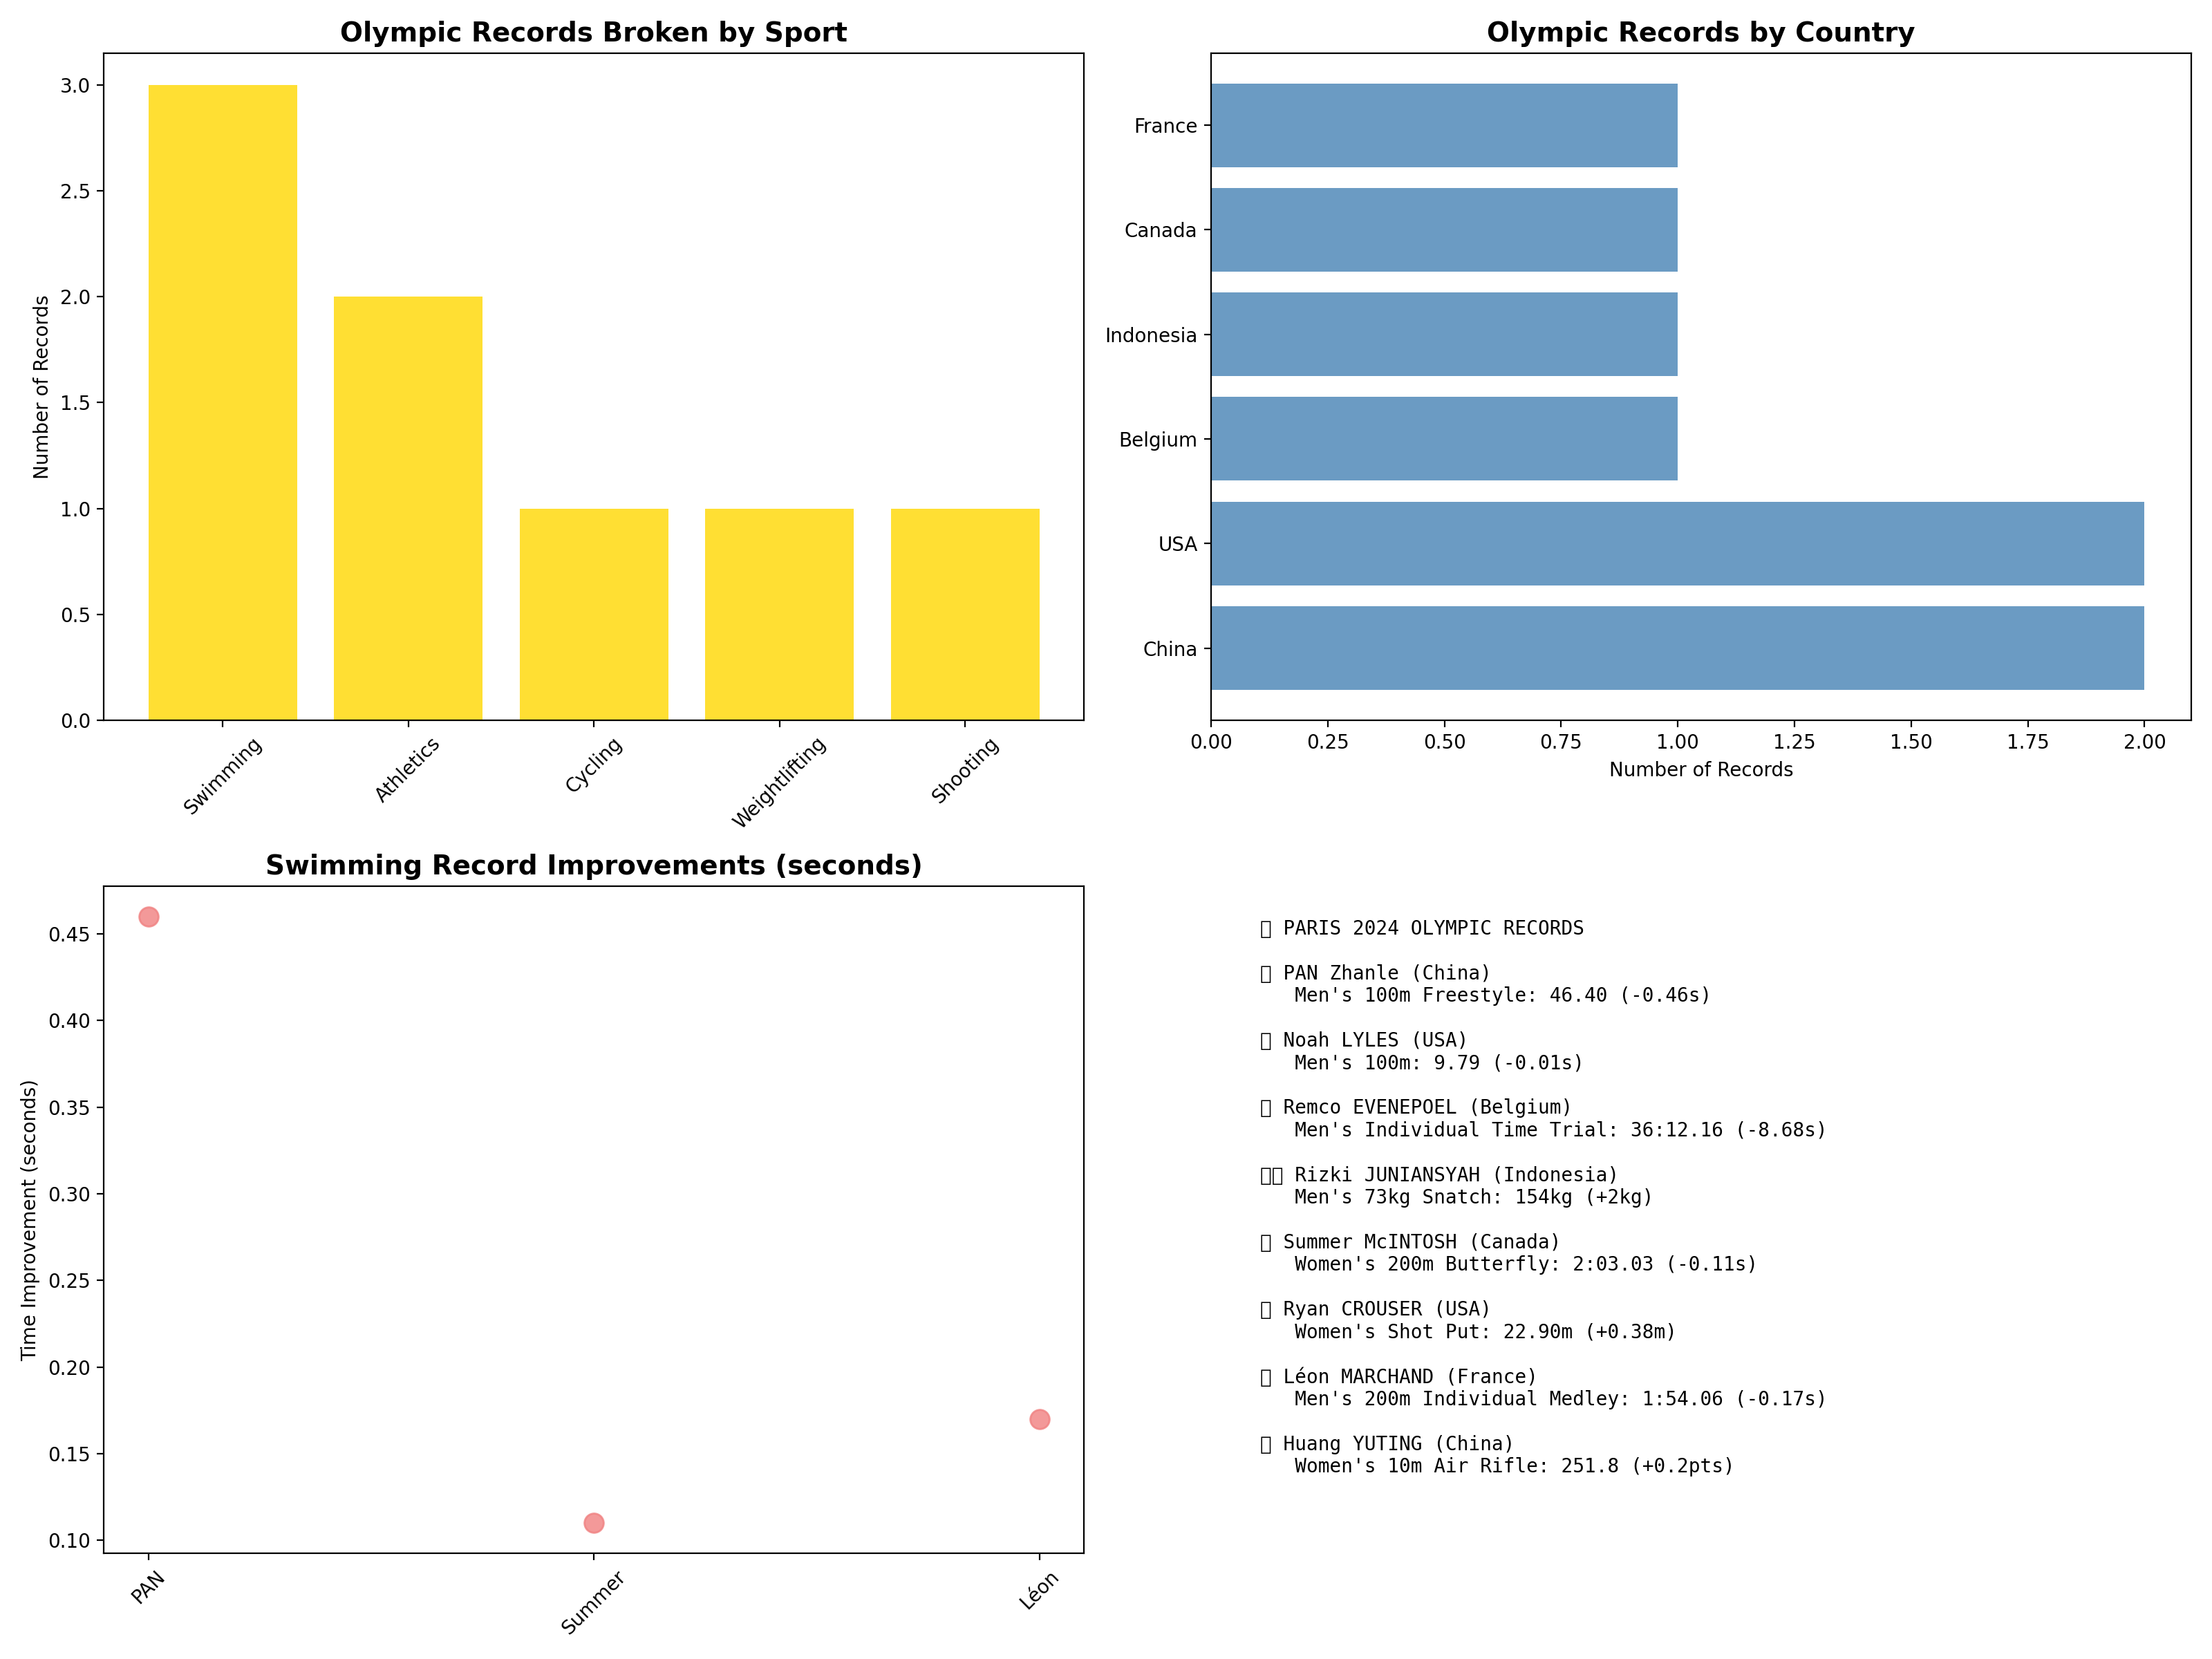 Olympic Records Broken by Sport
Number of Records
3.0
2.5
2.0
1.5
1.0
0.5
0.0
Swimming
Athletics
Cycling
Weightlifting
Shooting
Olympic Records by Country
France
Canada
Indonesia
Belgium
USA
China
0.00 0.25 0.50 0.75 1.00 1.25 1.50 1.75 2.00
Number of Records
Swimming Record Improvements (seconds)
Time Improvement (seconds)
0.45
0.40
0.35
0.30
0.25
0.20
0.15
0.10
PAN
Summer
Léon
PARIS 2024 OLYMPIC RECORDS
PAN Zhanle (China)
Men's 100m Freestyle: 46.40 (-0.46s)
Noah LYLES (USA)
Men's 100m: 9.79 (-0.01s)
Remco EVENEPOEL (Belgium)
Men's Individual Time Trial: 36:12.16 (-8.68s)
Rizki JUNIANSYAH (Indonesia)
Men's 73kg Snatch: 154kg (+2kg)
Summer McINTOSH (Canada)
Women's 200m Butterfly: 2:03.03 (-0.11s)
Ryan CROUSER (USA)
Women's Shot Put: 22.90m (+0.38m)
Léon MARCHAND (France)
Men's 200m Individual Medley: 1:54.06 (-0.17s)
Huang YUTING (China)
Women's 10m Air Rifle: 251.8 (+0.2pts)